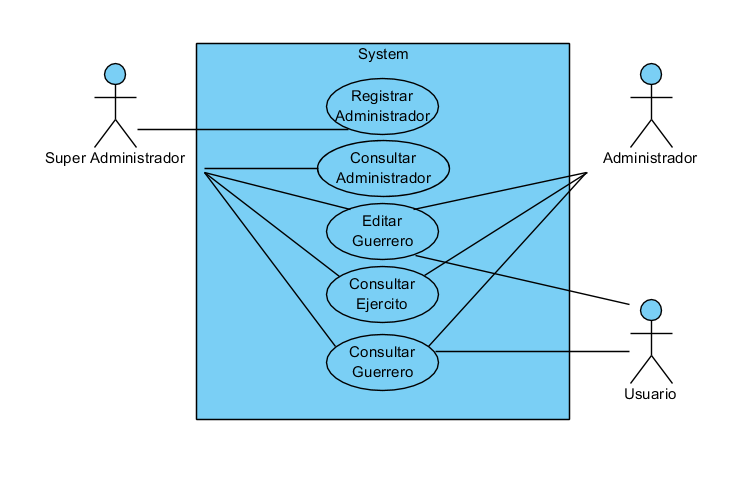 System
Registrar
Administrador
Super Administrador
Administrador
Consultar
Administrador
Editar
Guerrero
Consultar
Ejercito
Consultar
Guerrero
Usuario